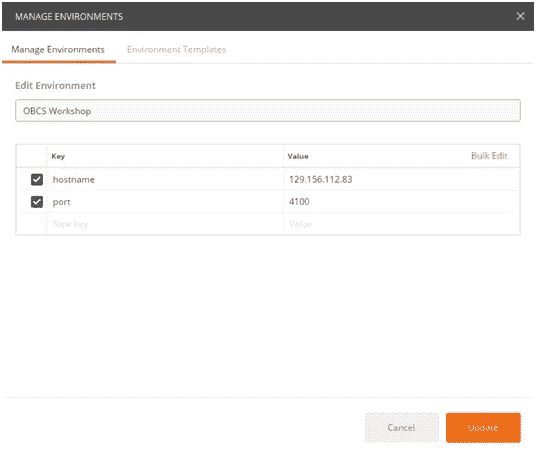 MANAGE ENVIRONMENTS
Manage Environments Environment Templates
Edit Environment
OBCS Workshop
Key Value Bulk Edit
hostname 129.156.112.83
port 4100
New key Value
Cancel Update